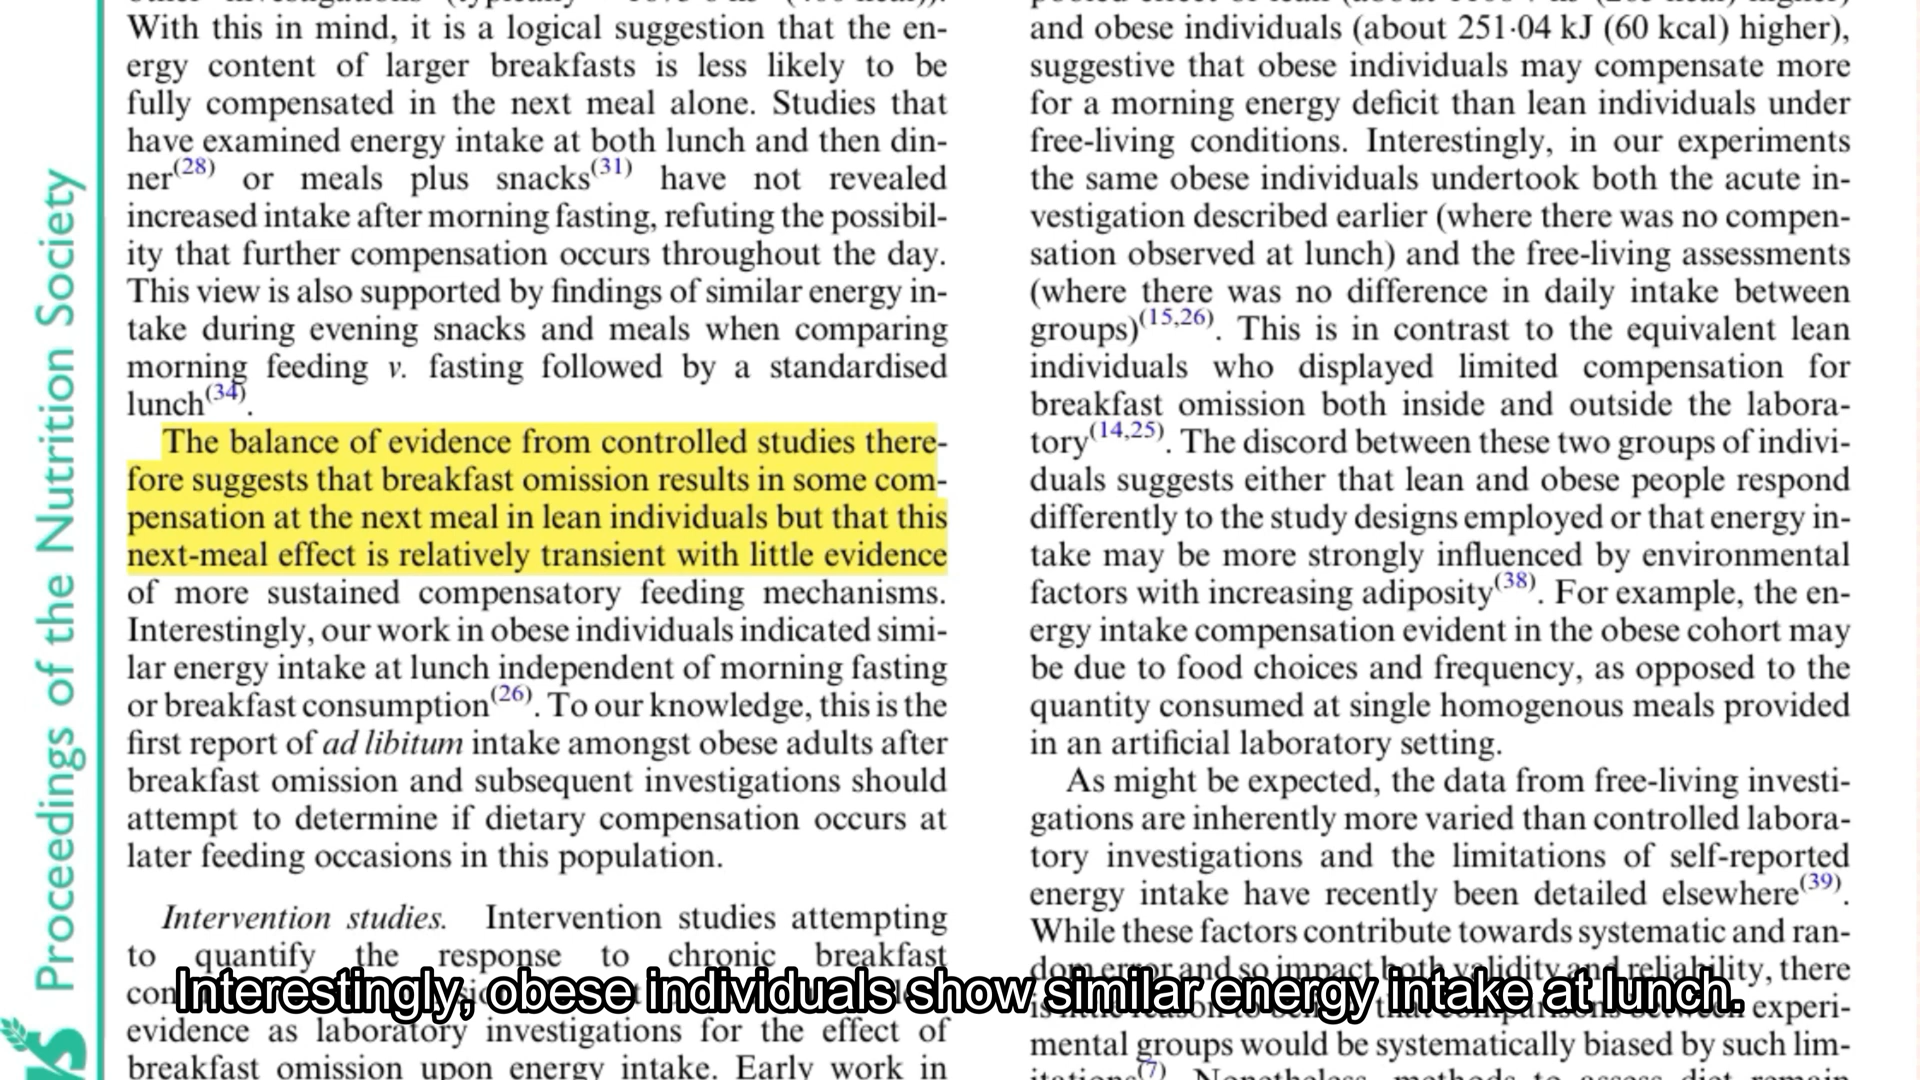 Proceedings of the Nutrition Society
With this in mind, it is a logical suggestion that the en-
ergy content of larger breakfasts is less likely to be
fully compensated in the next meal alone. Studies that
have examined energy intake at both lunch and then din-
ner(28) or meals plus snacks(31) have not revealed
increased intake after morning fasting, refuting the possibil-
ity that further compensation occurs throughout the day.
This view is also supported by findings of similar energy in-
take during evening snacks and meals when comparing
morning feeding v. fasting followed by a standardised
lunch(34).
The balance of evidence from controlled studies there-
fore suggests that breakfast omission results in some com-
pensation at the next meal in lean individuals but that this
next-meal effect is relatively transient with little evidence
of more sustained compensatory feeding mechanisms.
Interestingly, our work in obese individuals indicated simi-
lar energy intake at lunch independent of morning fasting
or breakfast consumption(26). To our knowledge, this is the
first report of ad libitum intake amongst obese adults after
breakfast omission and subsequent investigations should
attempt to determine if dietary compensation occurs at
later feeding occasions in this population.
Intervention studies. Intervention studies attempting
to quantify the response to chronic breakfast
evidence as laboratory investigations for the effect of
breakfast omission upon energy intake. Early work in
and obese individuals (about 251·04 kJ (60 kcal) higher),
suggestive that obese individuals may compensate more
for a morning energy deficit than lean individuals under
free-living conditions. Interestingly, in our experiments
the same obese individuals undertook both the acute in-
vestigation described earlier (where there was no compen-
sation observed at lunch) and the free-living assessments
(where there was no difference in daily intake between
groups)(15,26). This is in contrast to the equivalent lean
individuals who displayed limited compensation for
breakfast omission both inside and outside the labora-
tory(14,25). The discord between these two groups of indivi-
duals suggests either that lean and obese people respond
differently to the study designs employed or that energy in-
take may be more strongly influenced by environmental
factors with increasing adiposity(38). For example, the en-
ergy intake compensation evident in the obese cohort may
be due to food choices and frequency, as opposed to the
quantity consumed at single homogenous meals provided
in an artificial laboratory setting.
As might be expected, the data from free-living investi-
gations are inherently more varied than controlled labora-
tory investigations and the limitations of self-reported
energy intake have recently been detailed elsewhere(39).
While these factors contribute towards systematic and ran-
dom error and so impact both validity and reliability, there
experi-
mental groups would be systematically biased by such lim-
Interestingly, obese individuals show similar energy intake at lunch.